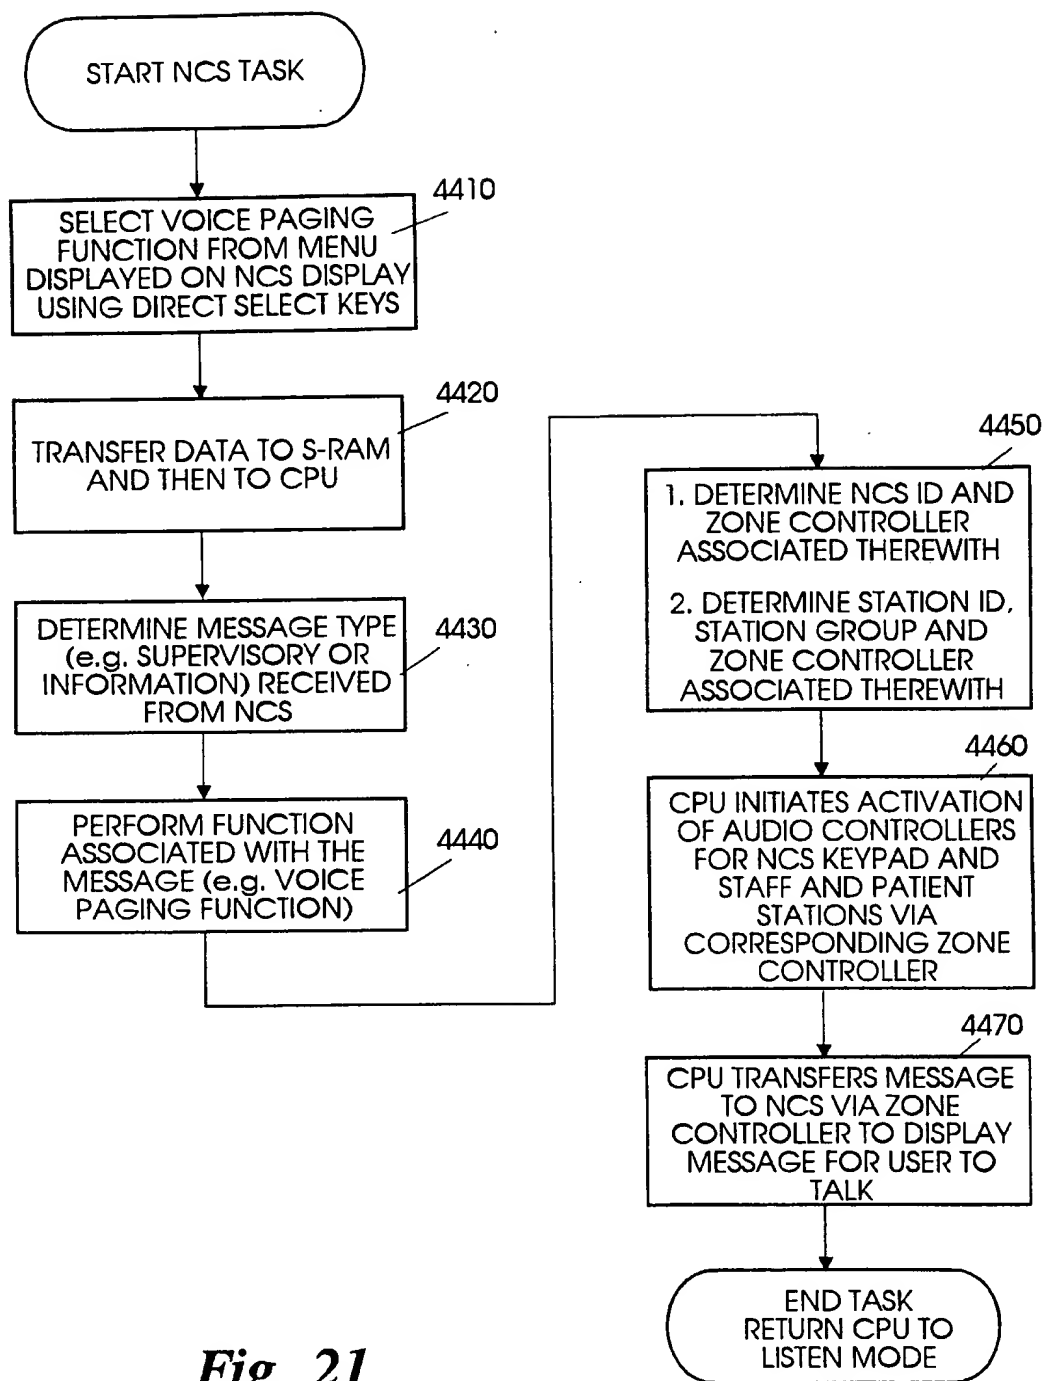 START NCS TASK
4410
SELECT VOICE PAGING
FUNCTION FROM MENU
DISPLAYED ON NCS DISPLAY
USING DIRECT SELECT KEYS
4420
TRANSFER DATA TO S-RAM
AND THEN TO CPU
4430
DETERMINE MESSAGE TYPE
(e.g. SUPERVISORY OR
INFORMATION) RECEIVED
FROM NCS
4440
PERFORM FUNCTION
ASSOCIATED WITH THE
MESSAGE (e.g. VOICE
PAGING FUNCTION)
4450
1. DETERMINE NCS ID AND
ZONE CONTROLLER
ASSOCIATED THEREWITH
2. DETERMINE STATION ID,
STATION GROUP AND
ZONE CONTROLLER
ASSOCIATED THEREWITH
4460
CPU INITIATES ACTIVATION
OF AUDIO CONTROLLERS
FOR NCS KEYPAD AND
STAFF AND PATIENT
STATIONS VIA
CORRESPONDING ZONE
CONTROLLER
4470
CPU TRANSFERS MESSAGE
TO NCS VIA ZONE
CONTROLLER TO DISPLAY
MESSAGE FOR USER TO
TALK
END TASK
RETURN CPU TO
LISTEN MODE
Fig. 21